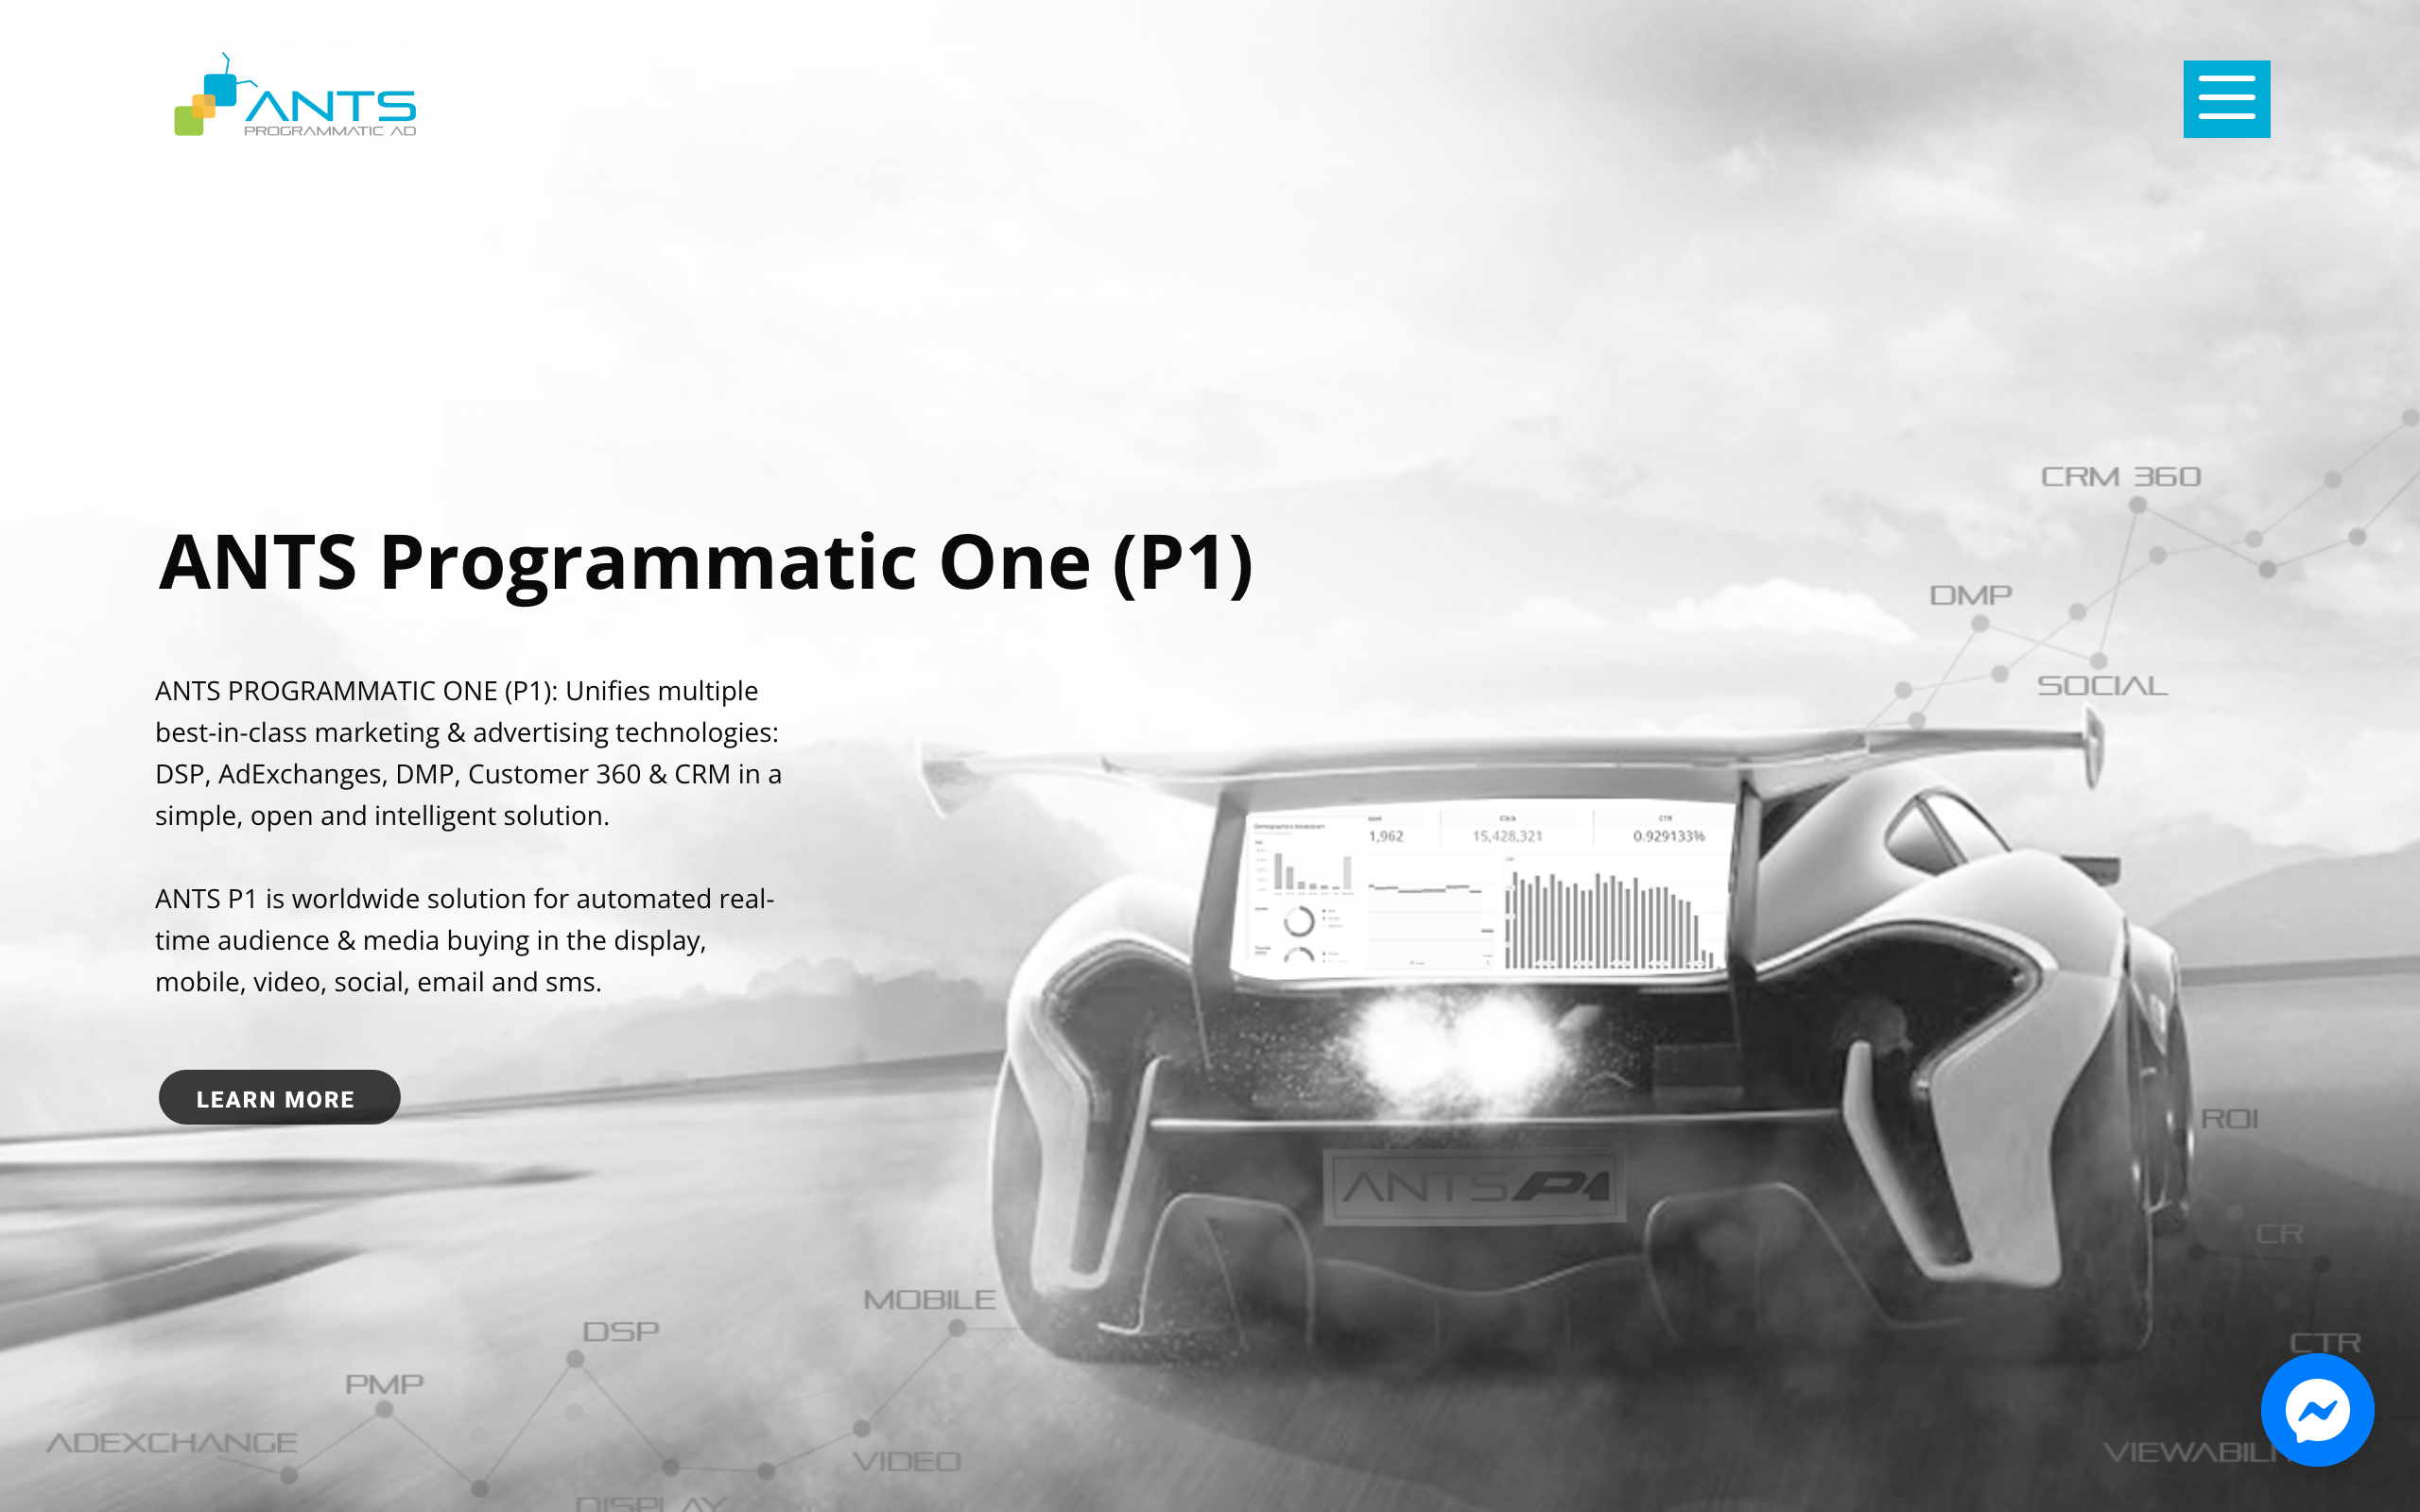 ANTS
PROGRAMMATIC AD
ANTS Programmatic One (P1)
ANTS PROGRAMMATIC ONE (P1): Unifies multiple
best-in-class marketing & advertising technologies:
DSP, AdExchanges, DMP, Customer 360 & CRM in a
simple, open and intelligent solution.
ANTS P1 is worldwide solution for automated real-
time audience & media buying in the display,
mobile, video, social, email and sms.
LEARN MORE
CRM 360
DMP
SOCIAL
Demographics breakdown
Click
CTR
1,962
15,428,321
0.929133%
ANTS P1
ROI
CR
CTR
MOBILE
DSP
PMP
ADEXCHANGE
VIDEO
DISPLAY
VIEWABILI